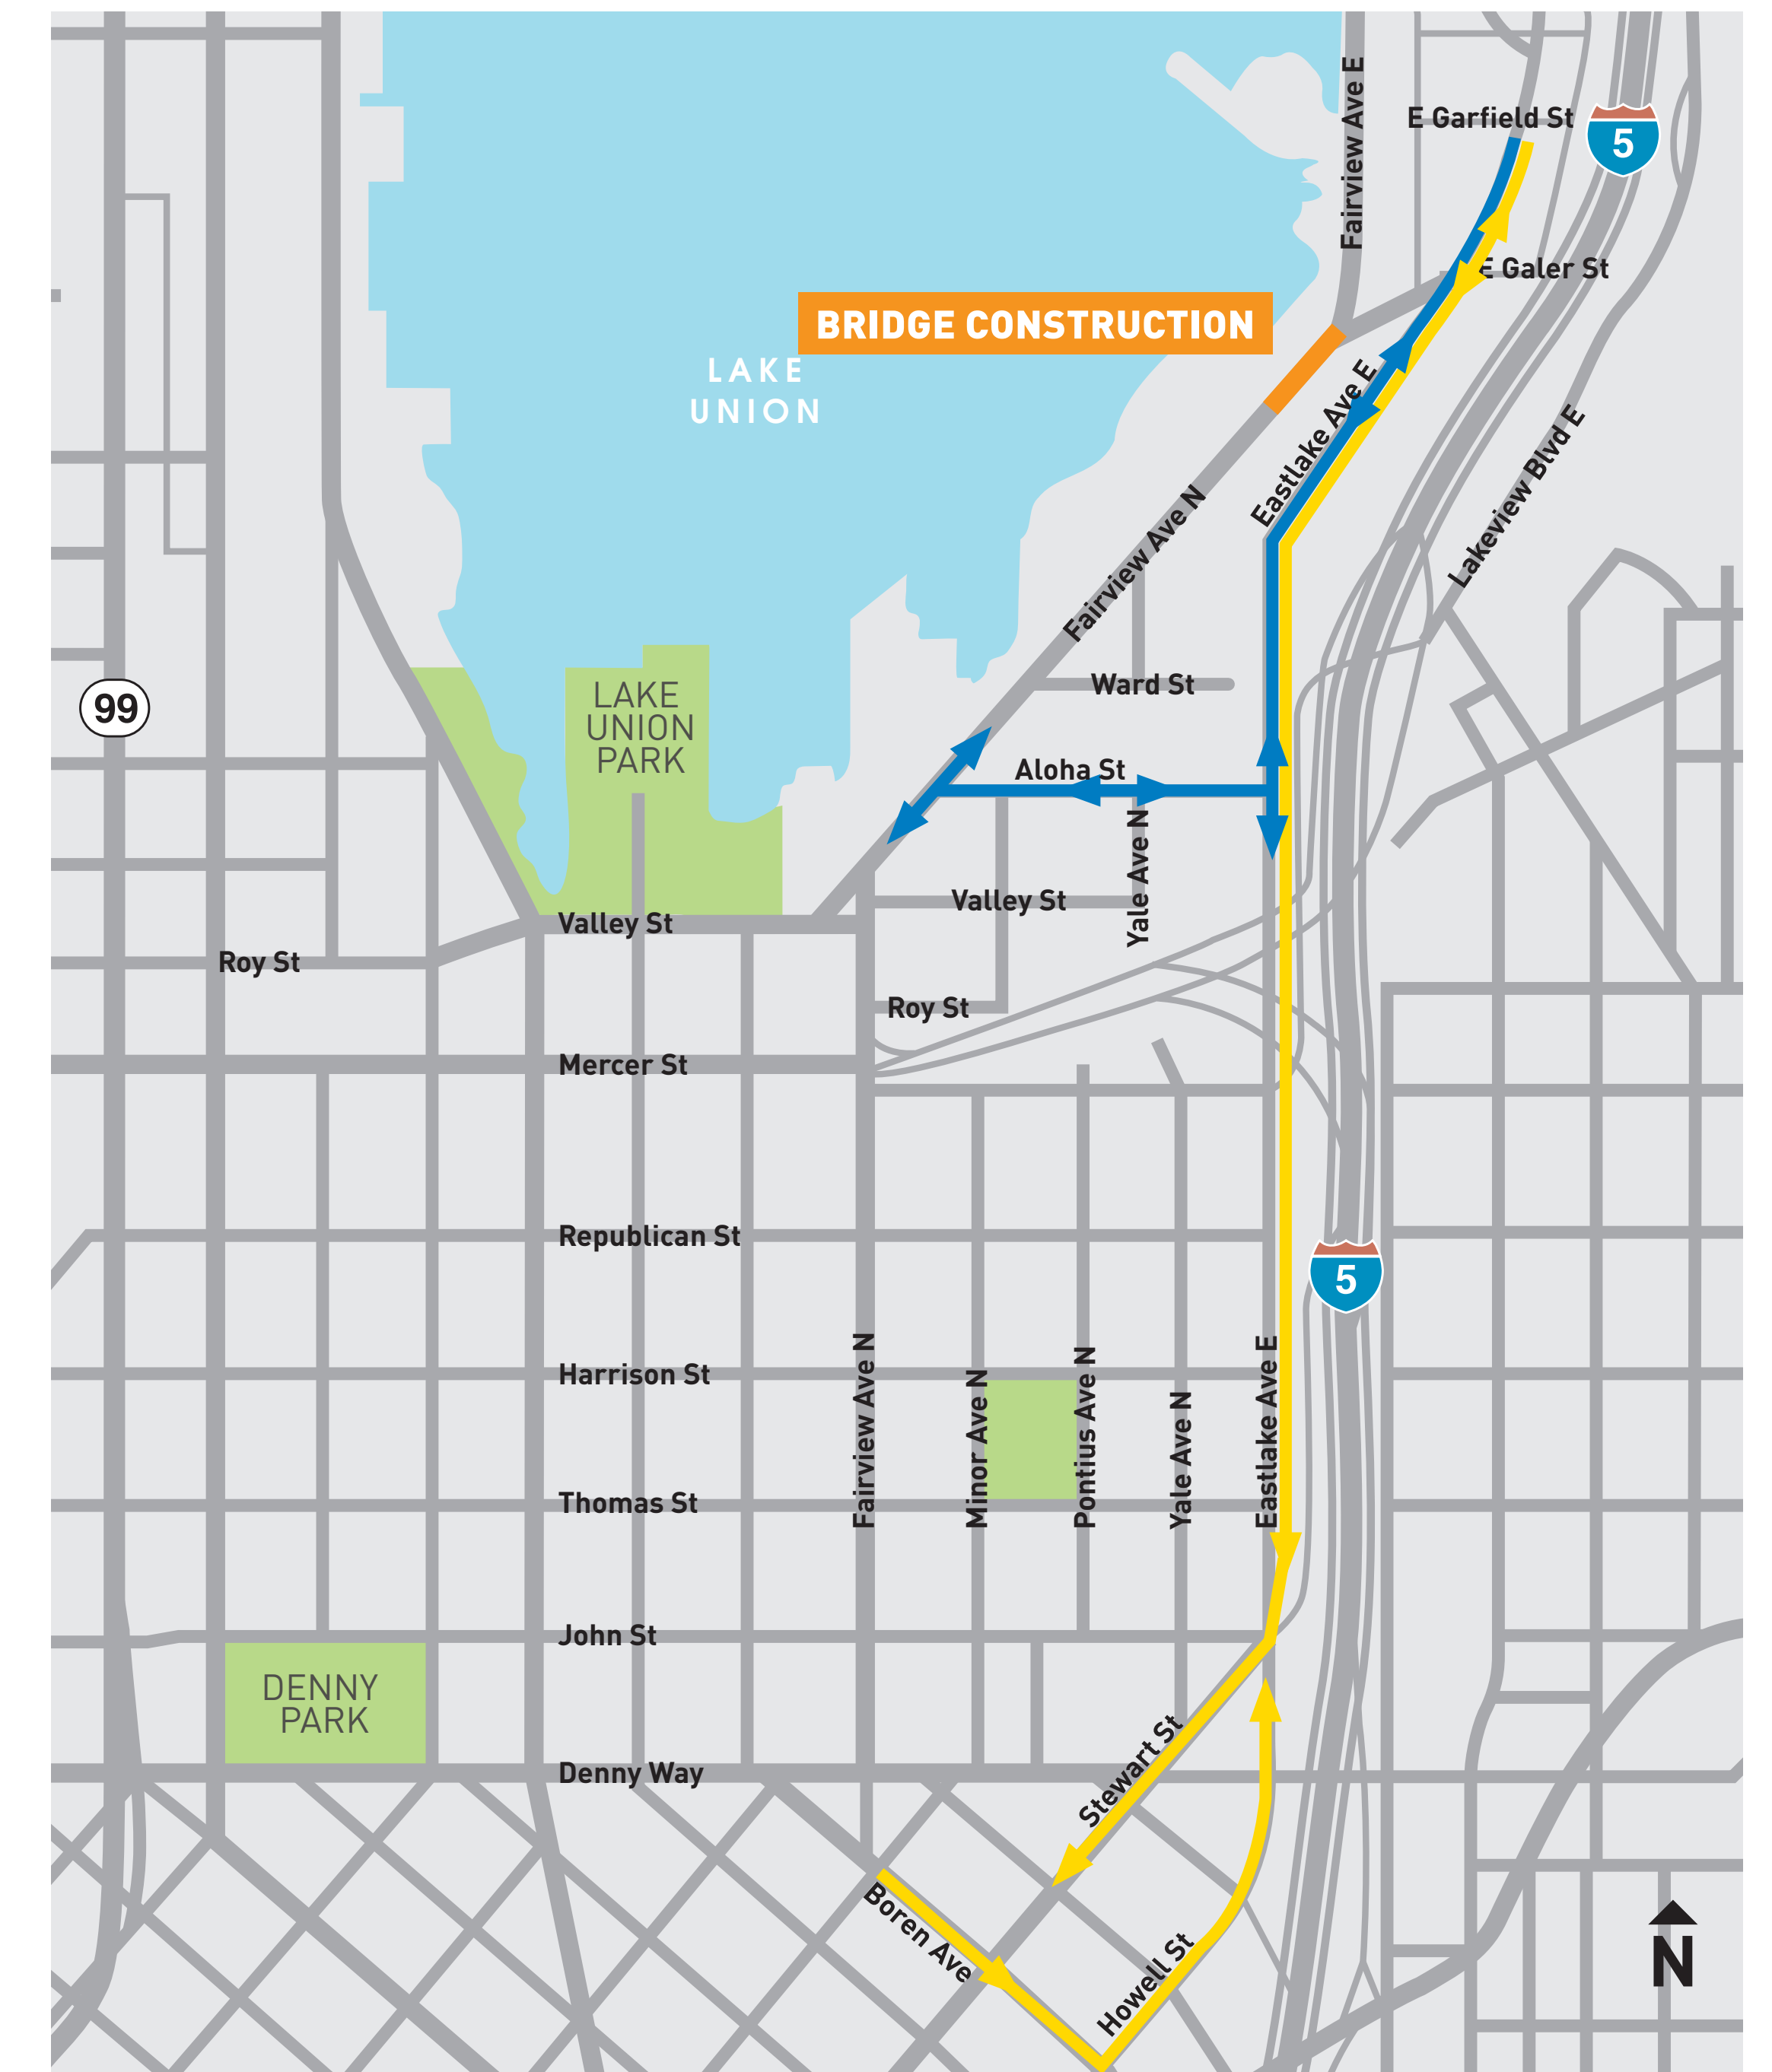 Fairview Ave E
E Garfield St
5
E Galer St
BRIDGE CONSTRUCTION
LAKE
UNION
Eastlake Ave E
Lakeview Blvd E
Fairview Ave N
Ward St
LAKE
UNION
PARK
99
Aloha St
Yale Ave N
Valley St
Valley St
Roy St
Roy St
Mercer St
Republican St
5
Harrison St
Fairview Ave N
Minor Ave N
Pontius Ave N
Yale Ave N
Eastlake Ave E
Thomas St
John St
DENNY
PARK
Stewart St
Denny Way
Boren Ave
Howell St
N